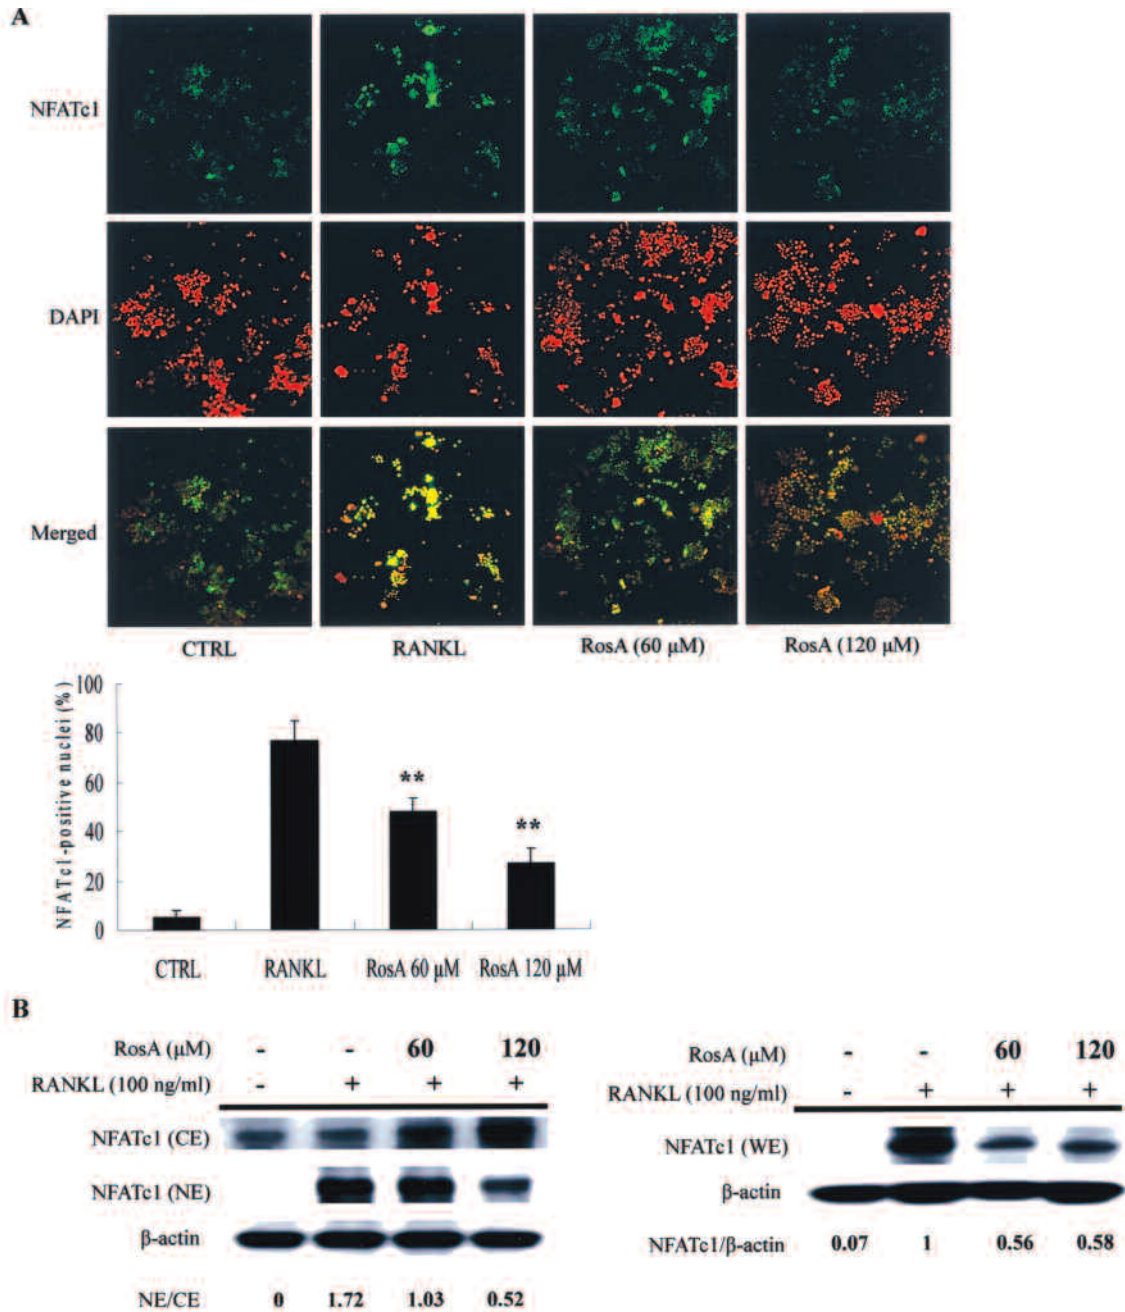 A
NFATc1
DAPI
Merged
CTRL RANKL RosA (60 μM) RosA (120 μM)
NFATc1-positive nuclei (%)
100
80
60
40
20
0
**
**
CTRL RANKL RosA 60 μM RosA 120 μM
B
RosA (μM) - - 60 120
RANKL (100 ng/ml) - + + +
NFATc1 (CE)
NFATc1 (NE)
β-actin
NE/CE 0 1.72 1.03 0.52
RosA (μM) - - 60 120
RANKL (100 ng/ml) - + + +
NFATc1 (WE)
β-actin
NFATc1/β-actin 0.07 1 0.56 0.58